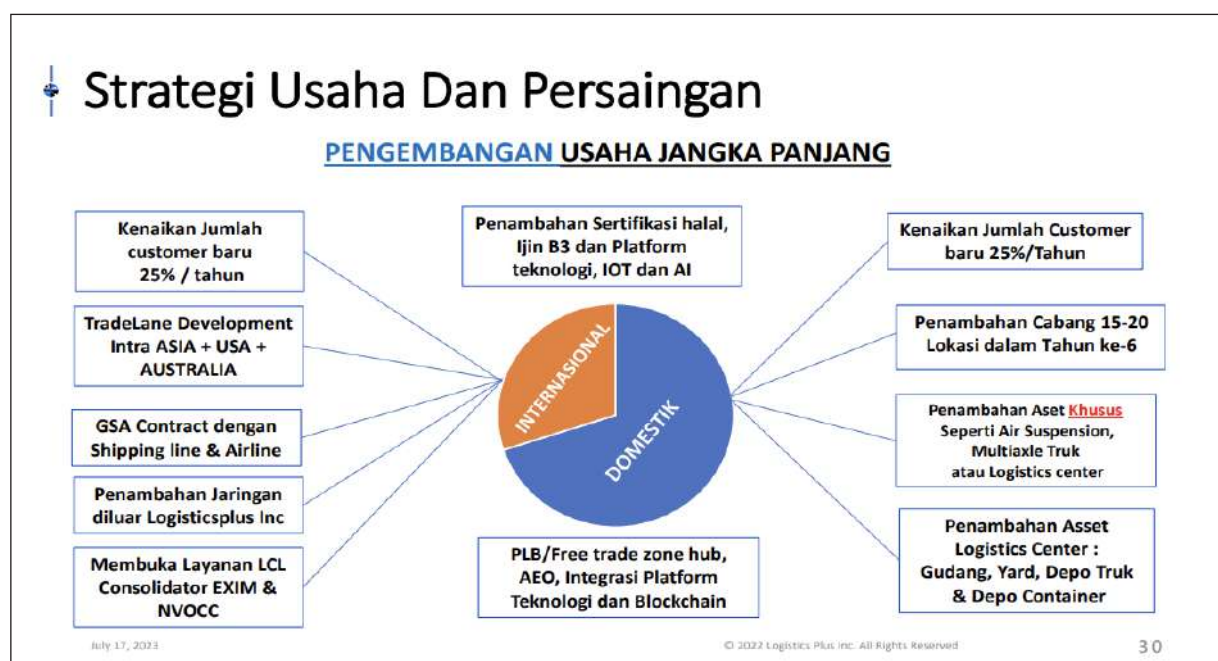 Strategi Usaha Dan Persaingan
PENGEMBANGAN USAHA JANGKA PANJANG
Kenaikan Jumlah
customer baru
25% / tahun
TradeLane Development
Intra ASIA + USA +
AUSTRALIA
GSA Contract dengan
Shipping line & Airline
Penambahan Jaringan
diluar Logisticsplus Inc
Membuka Layanan LCL
Consolidator EXIM &
NVOCC
Penambahan Sertifikasi halal,
Ijin B3 dan Platform
teknologi, IOT dan AI
INTERNASIONAL
DOMESTIK
PLB/Free trade zone hub,
AEO, Integrasi Platform
Teknologi dan Blockchain
Kenaikan Jumlah Customer
baru 25%/Tahun
Penambahan Cabang 15-20
Lokasi dalam Tahun ke-6
Penambahan Aset Khusus
Seperti Air Suspension,
Multiaxle Truk
atau Logistics center
Penambahan Asset
Logistics Center :
Gudang, Yard, Depo Truk
& Depo Container
July 17, 2023
© 2022 Logistics Plus Inc. All Rights Reserved
30